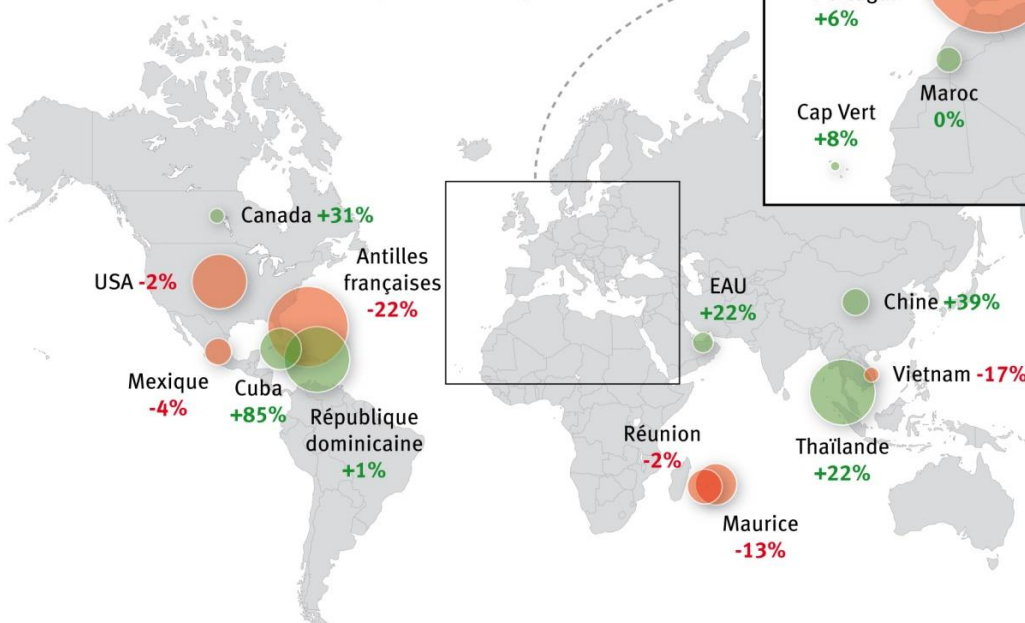 +6%
Maroc
0%
Cap Vert
+8%
Canada +31%
USA -2%
Antilles
françaises
-22%
EAU
+22%
Chine +39%
Mexique
-4%
Cuba
+85%
République
dominicaine
+1%
Vietnam -17%
Réunion
-2%
Thaïlande
+22%
Maurice
-13%